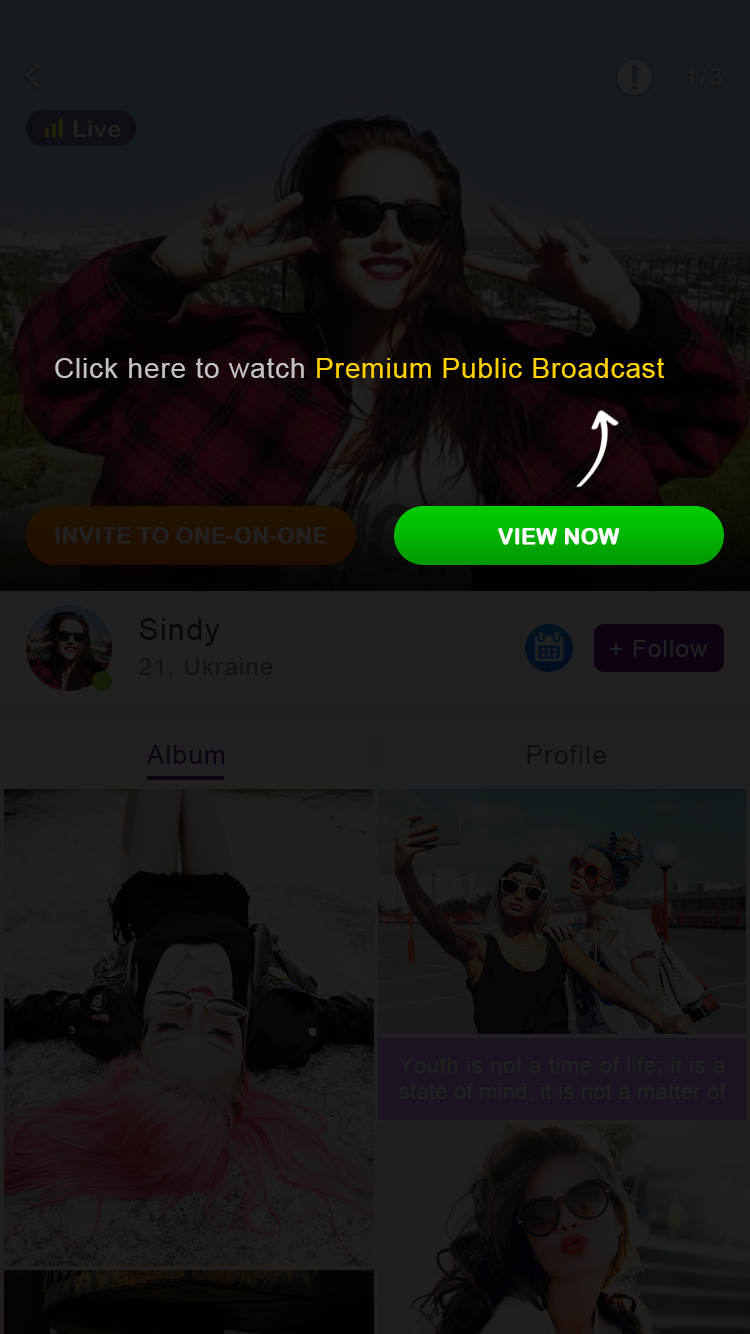 1/3
Live
Click here to watch Premium Public Broadcast
INVITE TO ONE-ON-ONE
VIEW NOW
Sindy
21, Ukraine
+ Follow
Album
Profile
Youth is not a time of life; it is a
state of mind; it is not a matter of